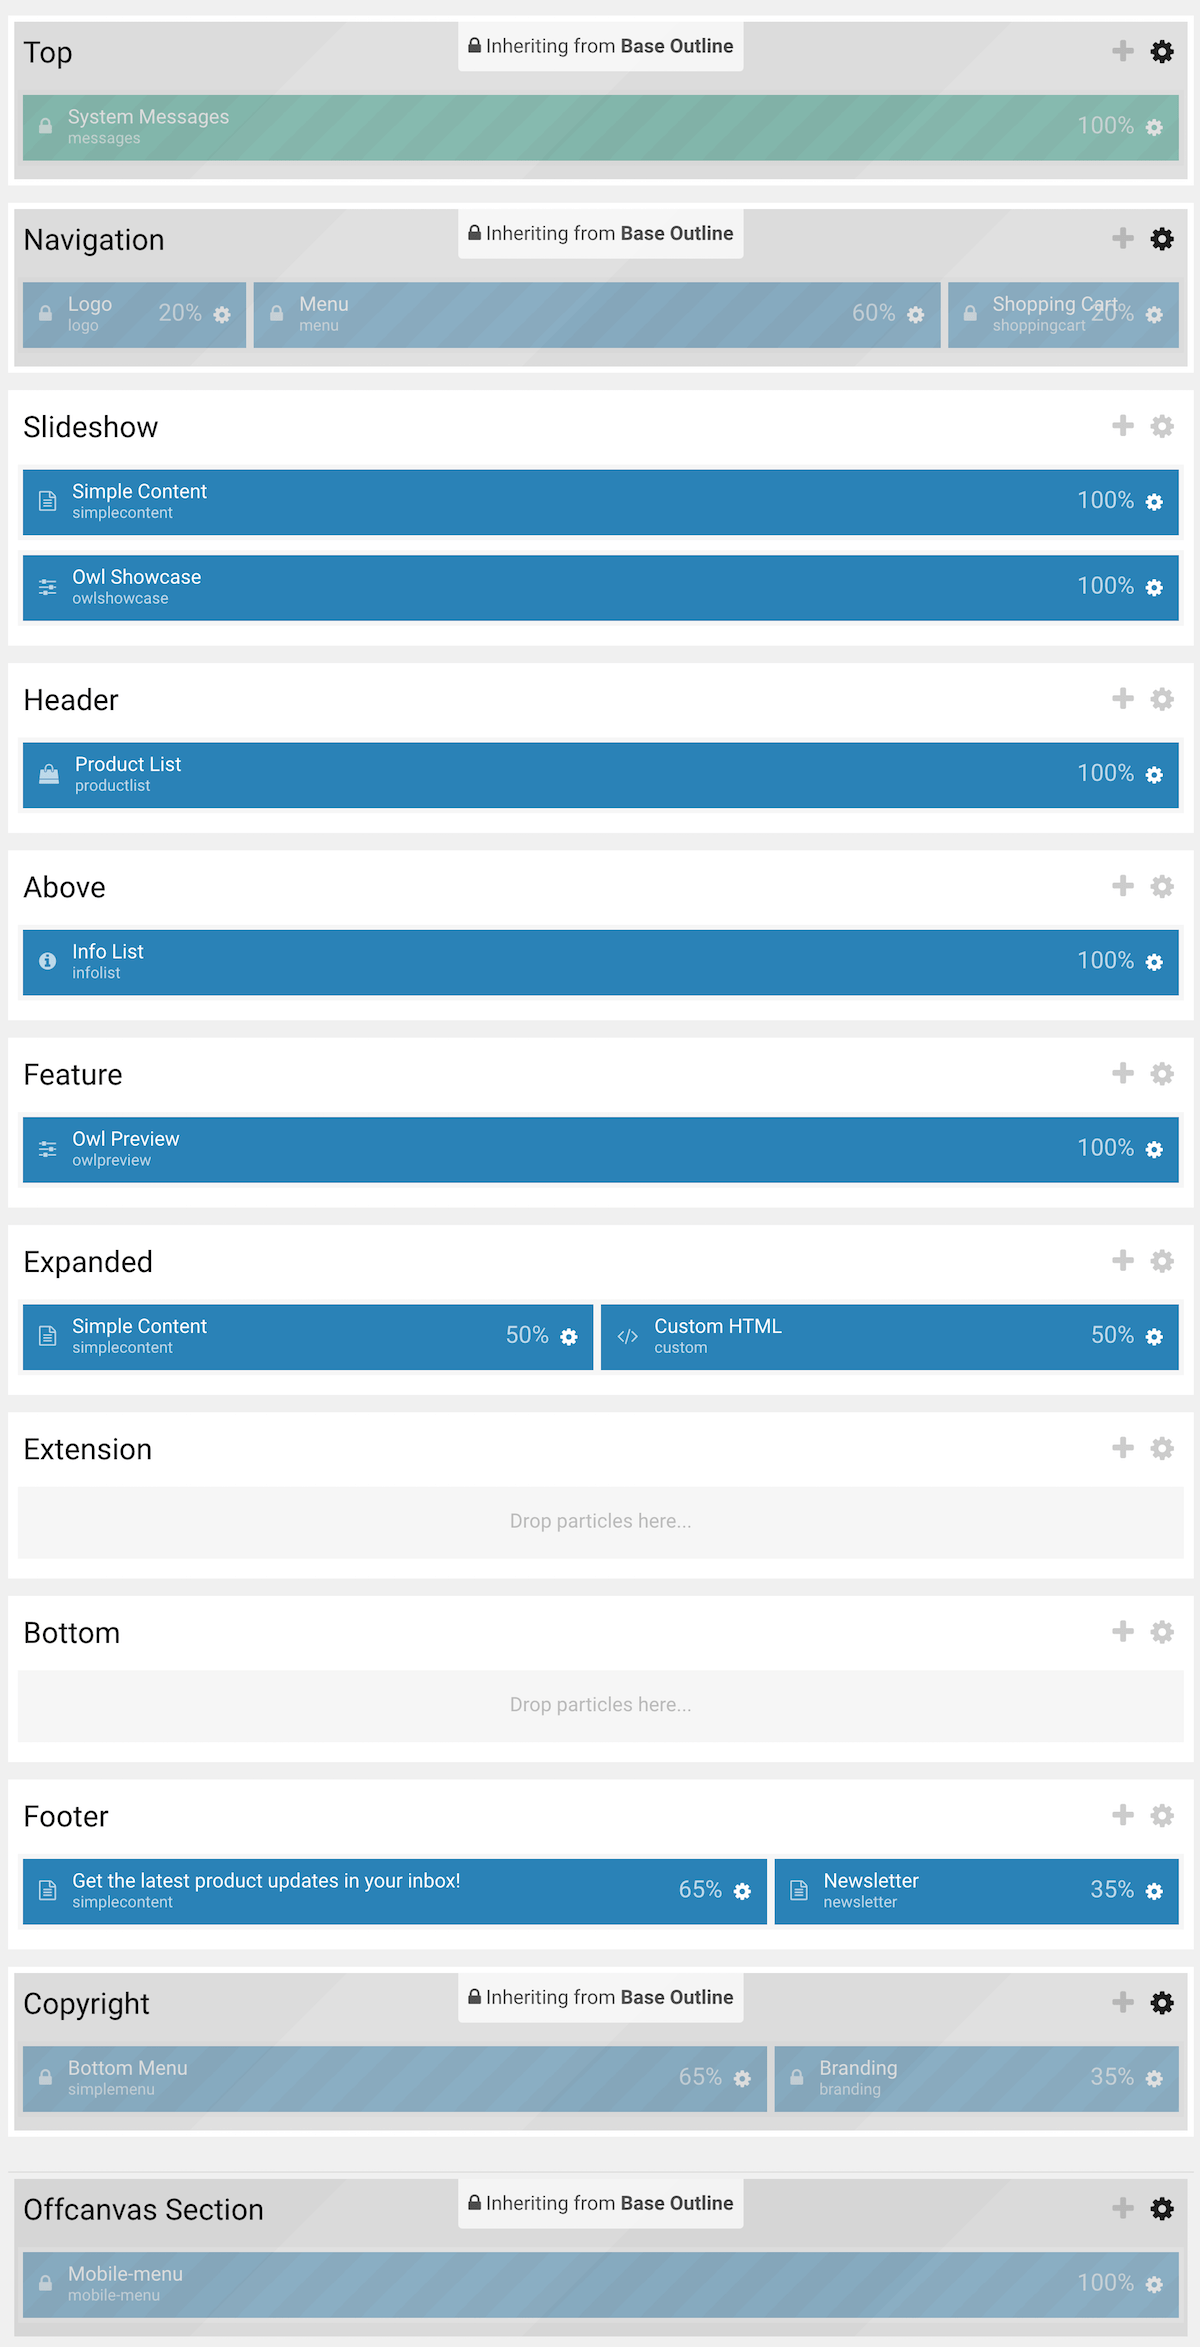 Top
Inheriting from Base Outline
System Messages
messages
100%
Navigation
Inheriting from Base Outline
Logo
logo
20%
Menu
menu
60%
Shopping Cart
shoppingcart
20%
Slideshow
Simple Content
simplecontent
100%
Owl Showcase
owlshowcase
100%
Header
Product List
productlist
100%
Above
Info List
infolist
100%
Feature
Owl Preview
owlpreview
100%
Expanded
Simple Content
simplecontent
50%
Custom HTML
custom
50%
Extension
Drop particles here...
Bottom
Drop particles here...
Footer
Get the latest product updates in your inbox!
simplecontent
65%
Newsletter
newsletter
35%
Copyright
Inheriting from Base Outline
Bottom Menu
simplemenu
65%
Branding
branding
35%
Offcanvas Section
Inheriting from Base Outline
Mobile-menu
mobile-menu
100%